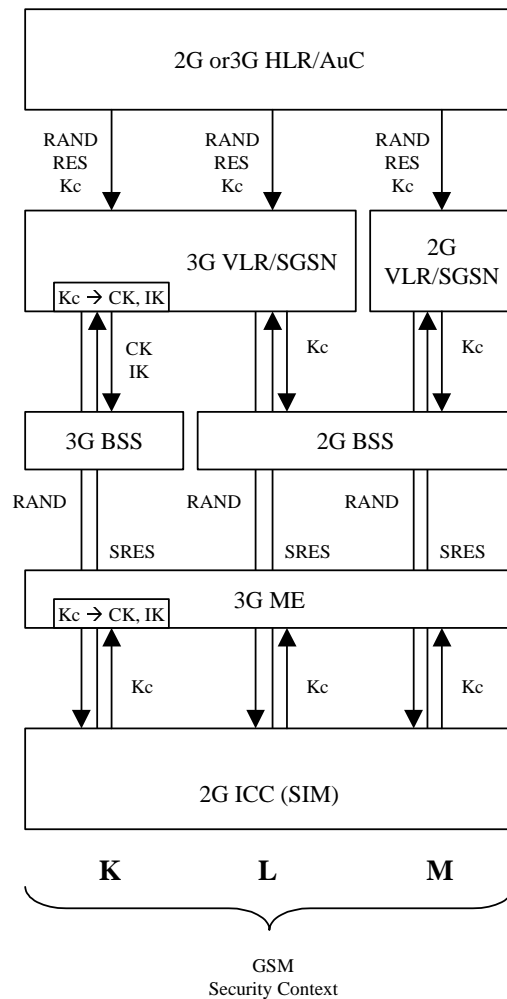 2G or3G HLR/AuC
RAND
RES
Kc
RAND
RES
Kc
RAND
RES
Kc
3G VLR/SGSN
2G
VLR/SGSN
Kc → CK, IK
CK
IK
Kc
Kc
3G BSS
2G BSS
RAND
RAND
RAND
SRES
SRES
SRES
3G ME
Kc → CK, IK
Kc
Kc
Kc
2G ICC (SIM)
K
L
M
GSM
Security Context